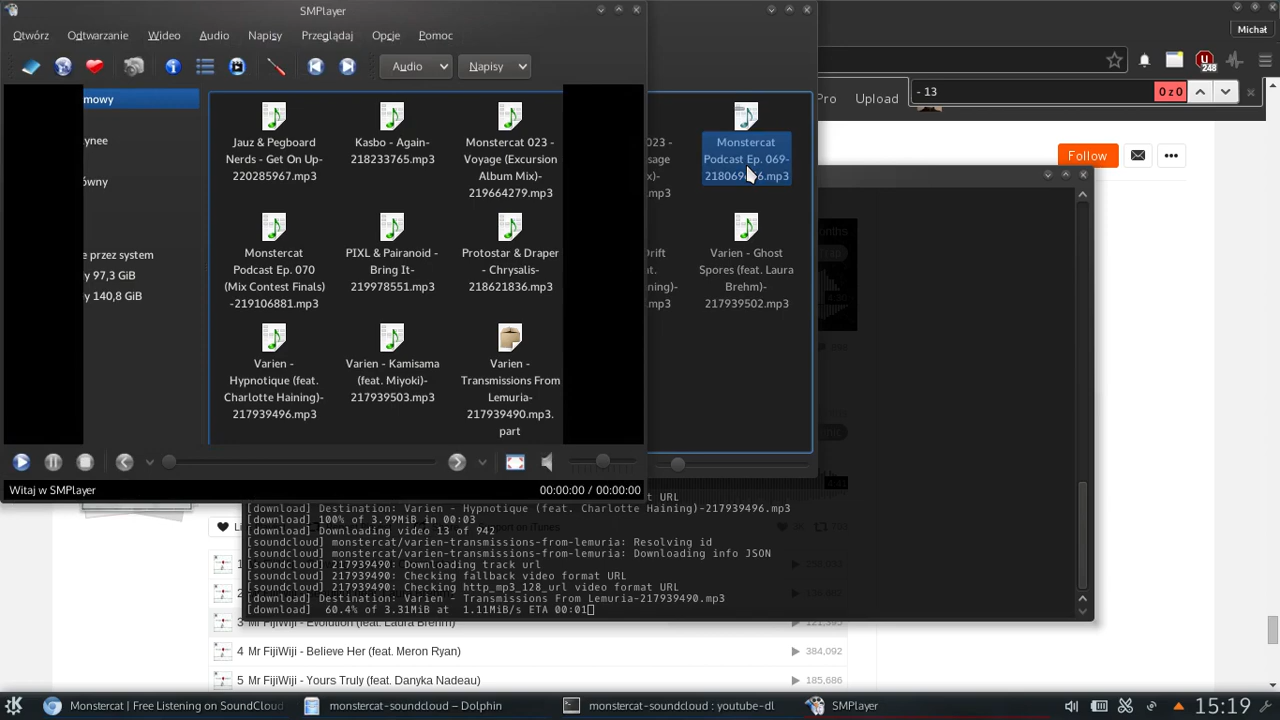 SMPlayer
Michał
Otwórz Odtwarzanie Wideo Audio Napisy Przeglądaj Opcje Pomoc
248
Audio Napisy
Pro Upload
- 13
0 z 0
Follow
Jauz & Pegboard
Nerds - Get On Up-
220285967.mp3
Kasbo - Again-
Monstercat 023 -
(Excursion
Album Mix)-
219664279.mp3
Monstercat
Podcast Ep. 069-
.mp3
Monstercat
Podcast Ep. 070
(Mix Contest Finals)
-219106881.mp3
PIXL & Pairanoid -
Bring It-
219978551.mp3
Protostar & Draper
- Chrysalis-
218621836.mp3
Varien - Ghost
Spores (feat. Laura
Brehm)-
217939502.mp3
Varien -
Hypnotique (feat.
Charlotte Haining)-
217939496.mp3
Varien - Kamisama
(feat. Miyoki)-
217939503.mp3
Varien -
Transmissions From
Lemuria-
217939490.mp3.
part
mowy
ynee
ówny
e przez system
y 97,3 GiB
y 140,8 GiB
Witaj w SMPlayer
00:00:00 / 00:00:00
at URL
[download] Destination: Varien - Hypnotique (feat. Charlotte Haining)-217939496.mp3
[download] 100% of 3.99MiB in 00:03
[download] Downloading video 13 of 942
[soundcloud] monstercat/varien-transmissions-from-lemuria: Resolving id
[soundcloud] monstercat/varien-transmissions-from-lemuria: Downloading info JSON
[soundcloud] 217939490: Downloading track url
[soundcloud] 217939490: Checking fallback video format URL
[soundcloud] 217939490: Checking http_mp3_128_url video format URL
[download] Destination: Varien - Transmissions From Lemuria-217939490.mp3
[download] 60.4% of 3.31MiB at 1.11MiB/s ETA 00:01
3 Mr FijiWiji - Evolution (feat. Laura Brehm)
4 Mr FijiWiji - Believe Her (feat. Meron Ryan) 384,092
5 Mr FijiWiji - Yours Truly (feat. Danyka Nadeau) 185,686
Monstercat | Free Listening on SoundCloud
monstercat-soundcloud – Dolphin
monstercat-soundcloud : youtube-dl
SMPlayer
15:19